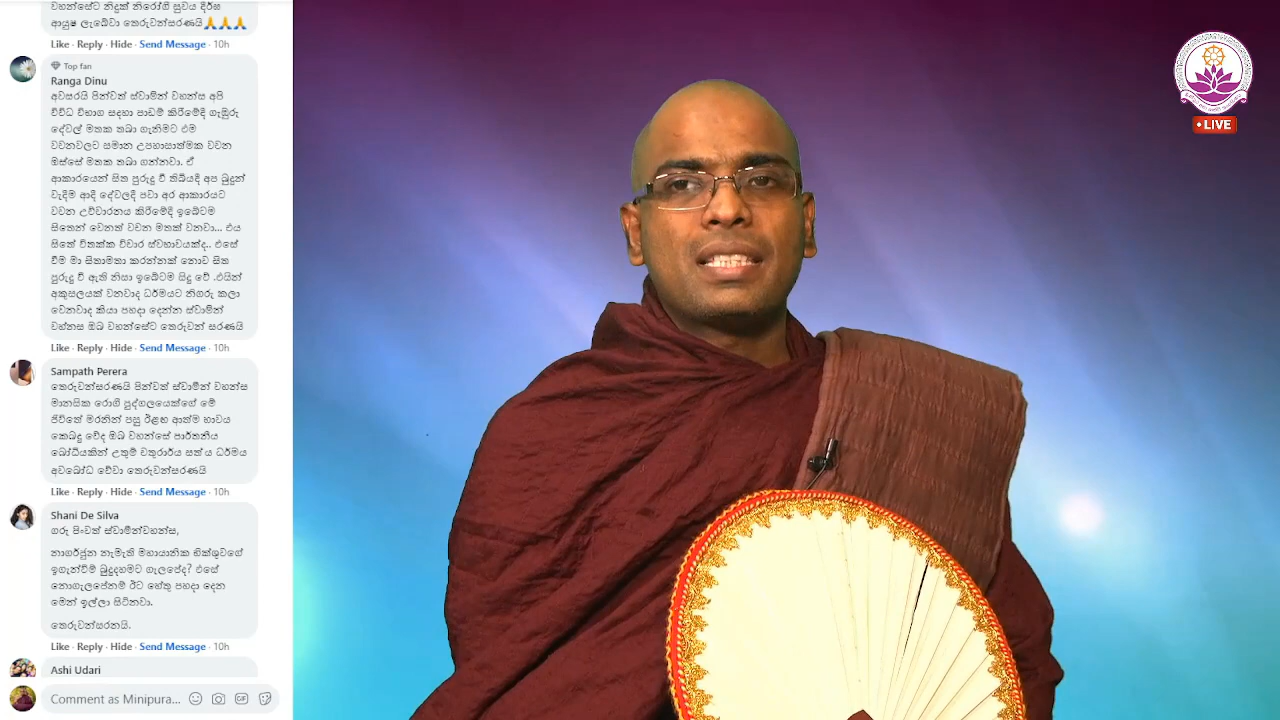 වහන්සේට නිදුක් නිරෝගි සුවය දීර්ඝ
ආයුෂ ලැබේවා තෙරුවන්සරණයි🙏🙏🙏
Like · Reply · Hide · Send Message · 10h
Top fan
Ranga Dinu
අවසරයි පින්වත් ස්වාමින් වහන්ස අපි
විවිධ විභාග සදහා පාඩම් කිරීමේදී ගැඹුරු
දේවල් මතක තබා ගැනිමට එම
වචනවලට සමාන උපහාසාත්මක වචන
ඔස්සේ මතක තබා ගන්නවා. ඒ
ආකාරයෙන් සිත පුරුදු වී තිබියදී අප බුදුන්
වැදීම ආදී දේවලදී පවා අර ආකාරයට
වචන උච්චාරනය කිරීමේදී ඉබේටම
සිතෙන් වෙනත් වචන මතක් වනවා... එය
සිතේ විතක්ක විචාර ස්වභාවයක්ද.. එසේ
වීම මා සිතාමතා කරන්නක් නොව සිත
පුරුදු වි ඇති නිසා ඉබේටම සිදු වේ .එයින්
අකුසලයක් වනවාද ධර්මයට නිගරු කලා
වෙනවාද කියා පහදා දෙන්න ස්වාමින්
වහ්නස ඔබ වහන්සේට තෙරුවන් සරණයි
Like · Reply · Hide · Send Message · 10h
Sampath Perera
තෙරුවන්සරණයි පින්වත් ස්වාමීන් වහන්ස
මානසික රොගි පුද්ගලයෙක්ගේ මේ
ජීවිතේ මරනින් පසු ඊළඟ ආත්ම භාවය
කෙබදු වේද ඔබ වහන්සේ පාර්තනීය
බෝධියකින් උතුම් චතුරාර්ය සත්‍ය ධර්මය
අවබෝධ වේවා තෙරුවන්සරණයි
Like · Reply · Hide · Send Message · 10h
Shani De Silva
ගරු පිංවත් ස්වාමීන්වහන්ස,
නාගර්ජුන නැමැති මහායානික භික්ශුවගේ
ඉගැන්වීම් බුදුදහමට ගැලපේද? එසේ
නොගැලපේනම් ඊට හේතු පහදා දෙන
මෙන් ඉල්ලා සිටිනවා.
තෙරුවන්සරනයි.
Like · Reply · Hide · Send Message · 10h
Ashi Udari
Comment as Minipura...
GIF
• LIVE